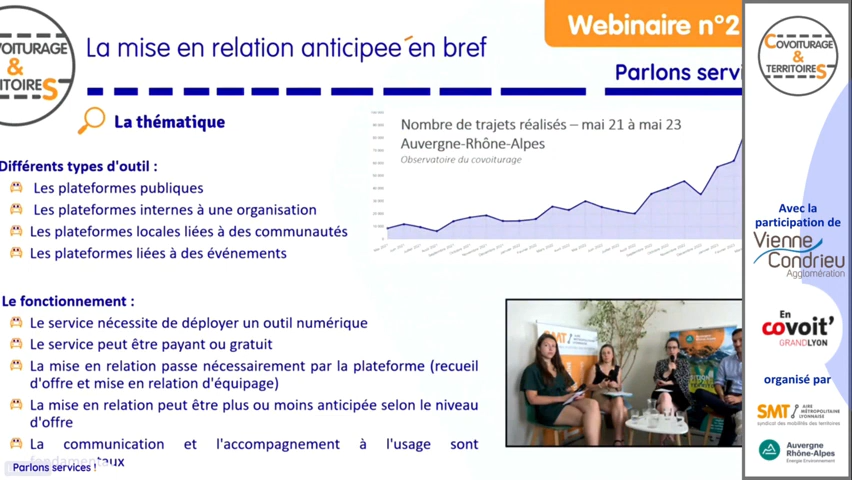 OVOITURAGE
&
RITOIRES
La mise en relation anticipée en bref
Webinaire n°2
Parlons servi
La thématique
Nombre de trajets réalisés – mai 21 à mai 23
Auvergne-Rhône-Alpes
Observatoire du covoiturage
Différents types d'outil :
Les plateformes publiques
Les plateformes internes à une organisation
Les plateformes locales liées à des communautés
Les plateformes liées à des événements
Le fonctionnement :
Le service nécessite de déployer un outil numérique
Le service peut être payant ou gratuit
La mise en relation passe nécessairement par la plateforme (recueil
d'offre et mise en relation d'équipage)
La mise en relation peut être plus ou moins anticipée selon le niveau
d'offre
La communication et l'accompagnement à l'usage sont
fondamentaux
Parlons services !
SMT
COVOITURAGE
&
TERRITOIRES
Avec la
participation de
Vienne
Condrieu
Agglomération
En
covoit'
GRANDLYON
organisé par
SMT AIRE
MÉTROPOLITAINE
LYONNAISE
syndical des mobilités des territoires
Auvergne
Rhône-Alpes
Énergie Environnement